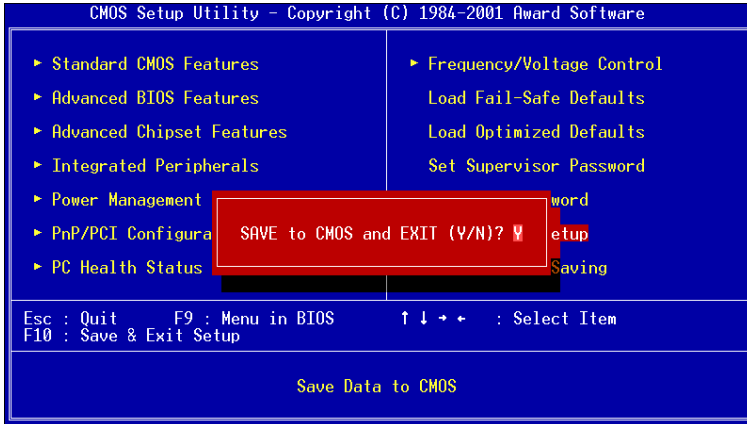 CMOS Setup Utility - Copyright (C) 1984-2001 Award Software
► Standard CMOS Features
► Advanced BIOS Features
► Advanced Chipset Features
► Integrated Peripherals
► Power Management
► PnP/PCI Configura
► PC Health Status
► Frequency/Voltage Control
Load Fail-Safe Defaults
Load Optimized Defaults
Set Supervisor Password
word
etup
Saving
SAVE to CMOS and EXIT (Y/N)? Y
Esc : Quit F9 : Menu in BIOS ↑ ↓ → ← : Select Item
F10 : Save & Exit Setup
Save Data to CMOS